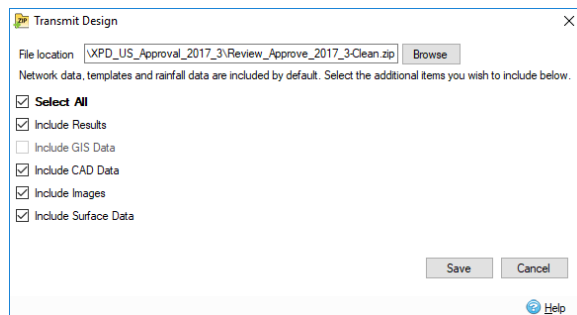 ZIP Transmit Design
File location \XPD_US_Approval_2017_3\Review_Approve_2017_3-Clean.zip Browse
Network data, templates and rainfall data are included by default. Select the additional items you wish to include below.
Select All
Include Results
Include GIS Data
Include CAD Data
Include Images
Include Surface Data
Save Cancel
Help